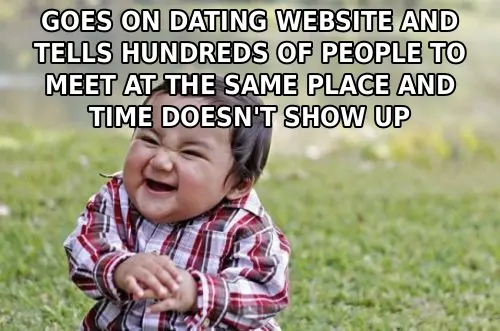 GOES ON DATING WEBSITE AND
TELLS HUNDREDS OF PEOPLE TO
MEET AT THE SAME PLACE AND
TIME DOESN'T SHOW UP